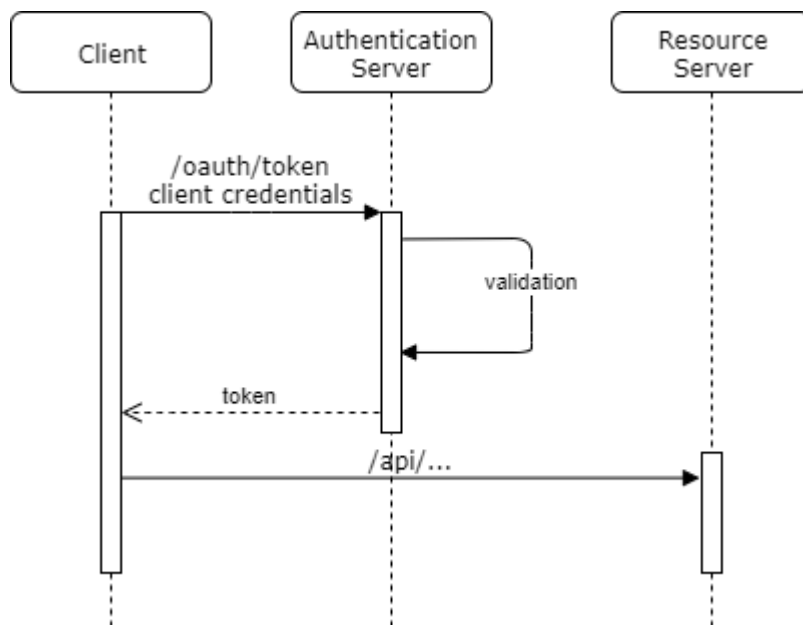 Client
Authentication
Server
Resource
Server
/oauth/token
client credentials
validation
token
/api/...